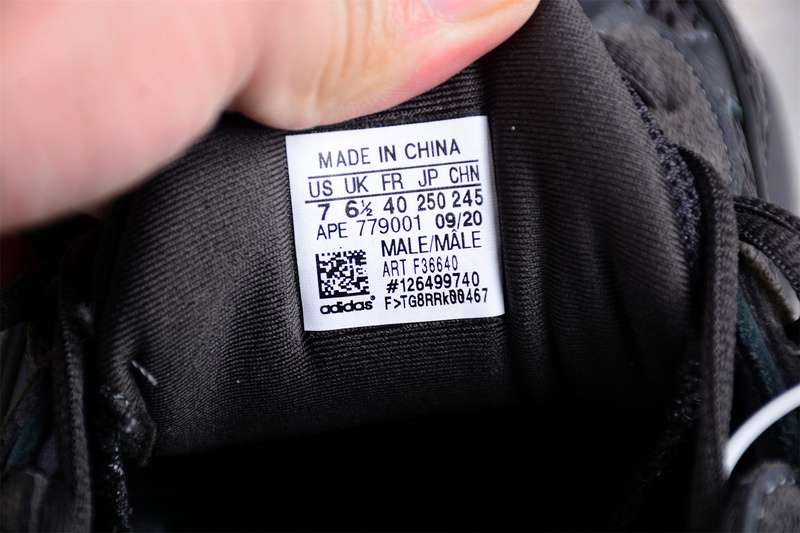 MADE IN CHINA
US UK FR JP CHN
7 6½ 40 250 245
APE 779001 09/20
MALE/MÂLE
ART F36640
#126499740
adidas® F>TG8RRk00467